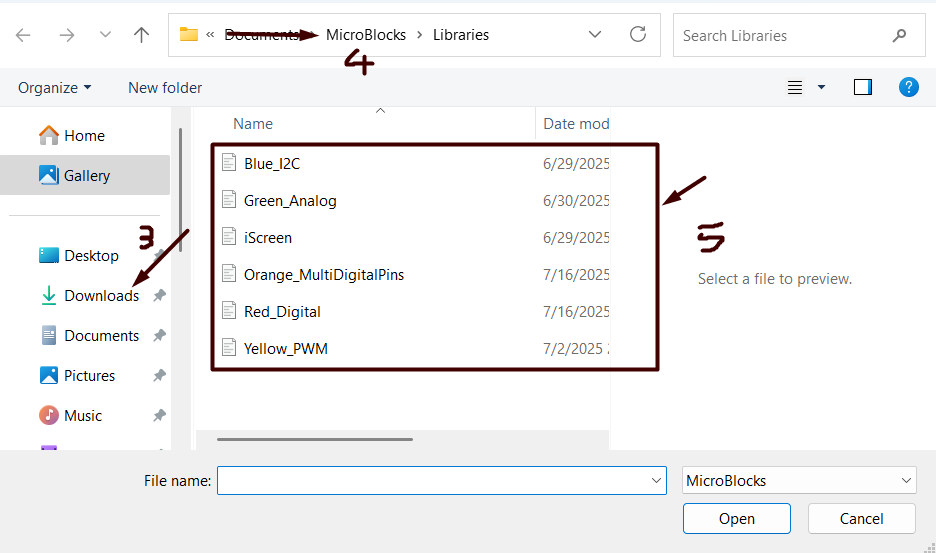 « Documents MicroBlocks > Libraries
Search Libraries
4
Organize
New folder
?
Name
Date mod
Home
Gallery
Blue_I2C 6/29/2025
Green_Analog 6/30/2025
iScreen 6/29/2025
Orange_MultiDigitalPins 7/16/2025
Red_Digital 7/16/2025
Yellow_PWM 7/2/2025
3
5
Desktop
Downloads
Documents
Pictures
Music
Select a file to preview.
File name:
MicroBlocks
Open
Cancel